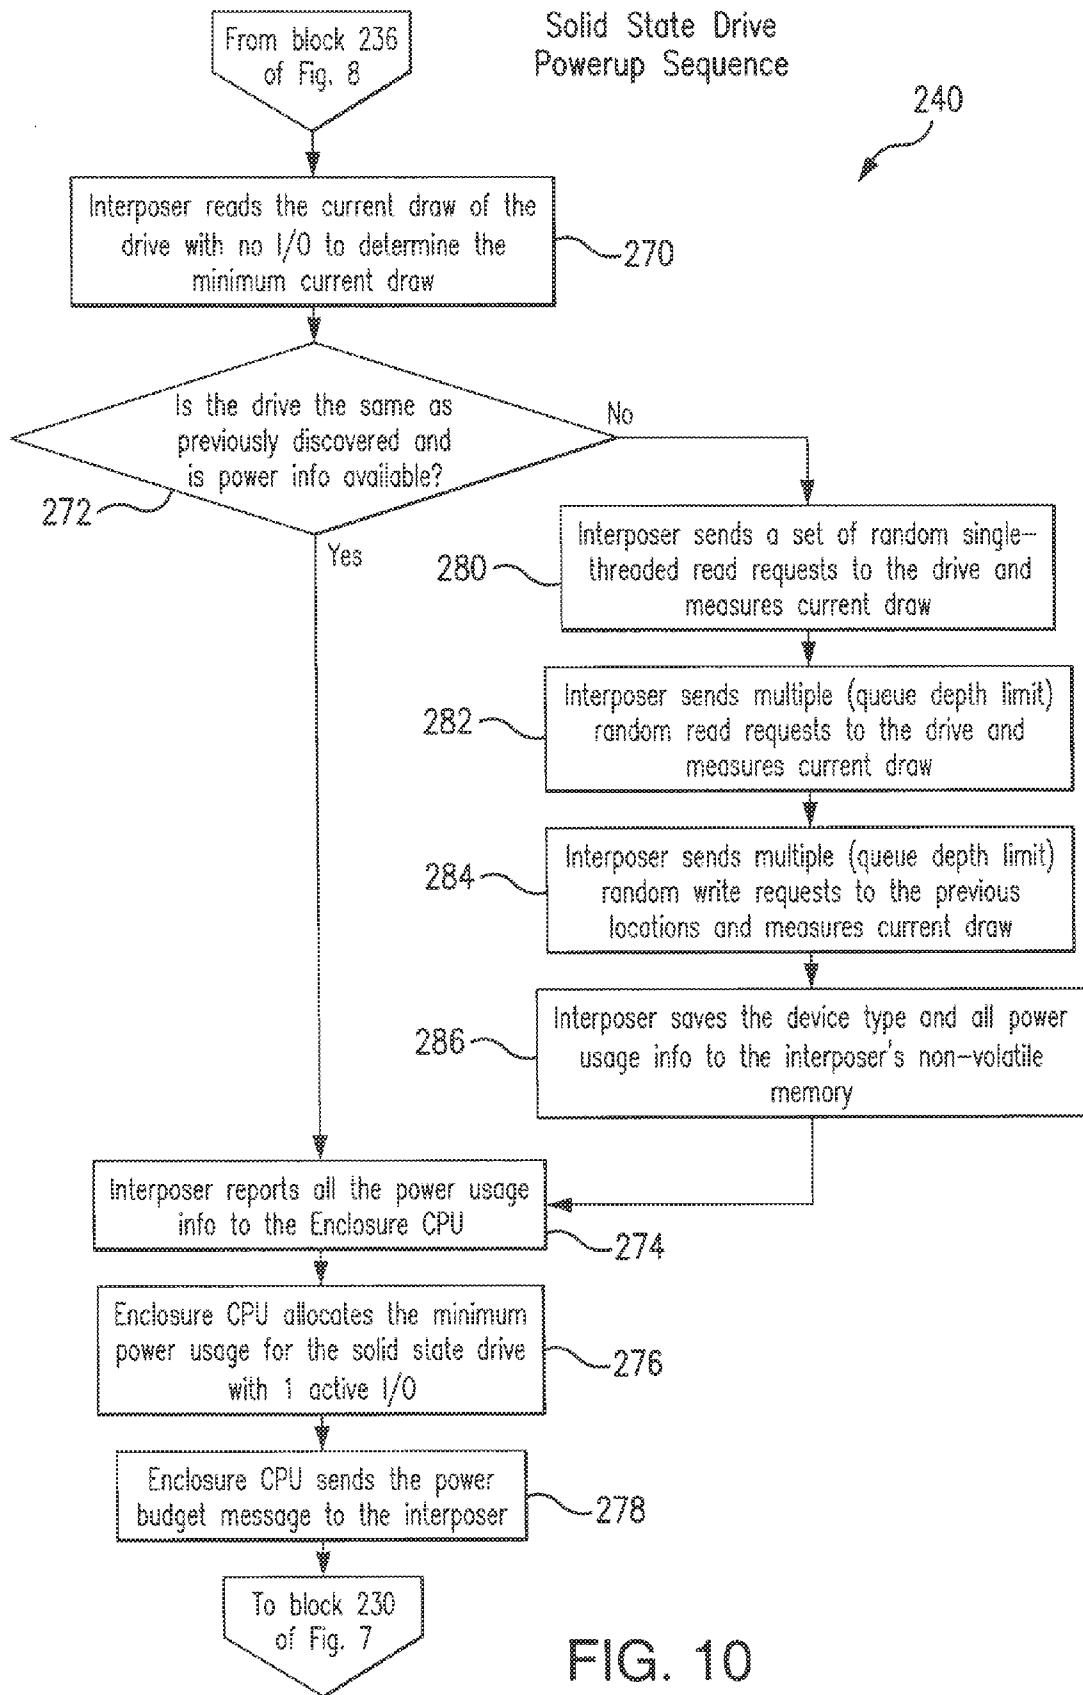 Solid State Drive
Powerup Sequence
240
From block 236
of Fig. 8
Interposer reads the current draw of the
drive with no I/O to determine the
minimum current draw
270
Is the drive the same as
previously discovered and
is power info available?
272
No
Yes
Interposer sends a set of random single-
threaded read requests to the drive and
measures current draw
280
Interposer sends multiple (queue depth limit)
random read requests to the drive and
measures current draw
282
Interposer sends multiple (queue depth limit)
random write requests to the previous
locations and measures current draw
284
Interposer saves the device type and all power
usage info to the interposer's non-volatile
memory
286
Interposer reports all the power usage
info to the Enclosure CPU
274
Enclosure CPU allocates the minimum
power usage for the solid state drive
with 1 active I/O
276
Enclosure CPU sends the power
budget message to the interposer
278
To block 230
of Fig. 7
FIG. 10